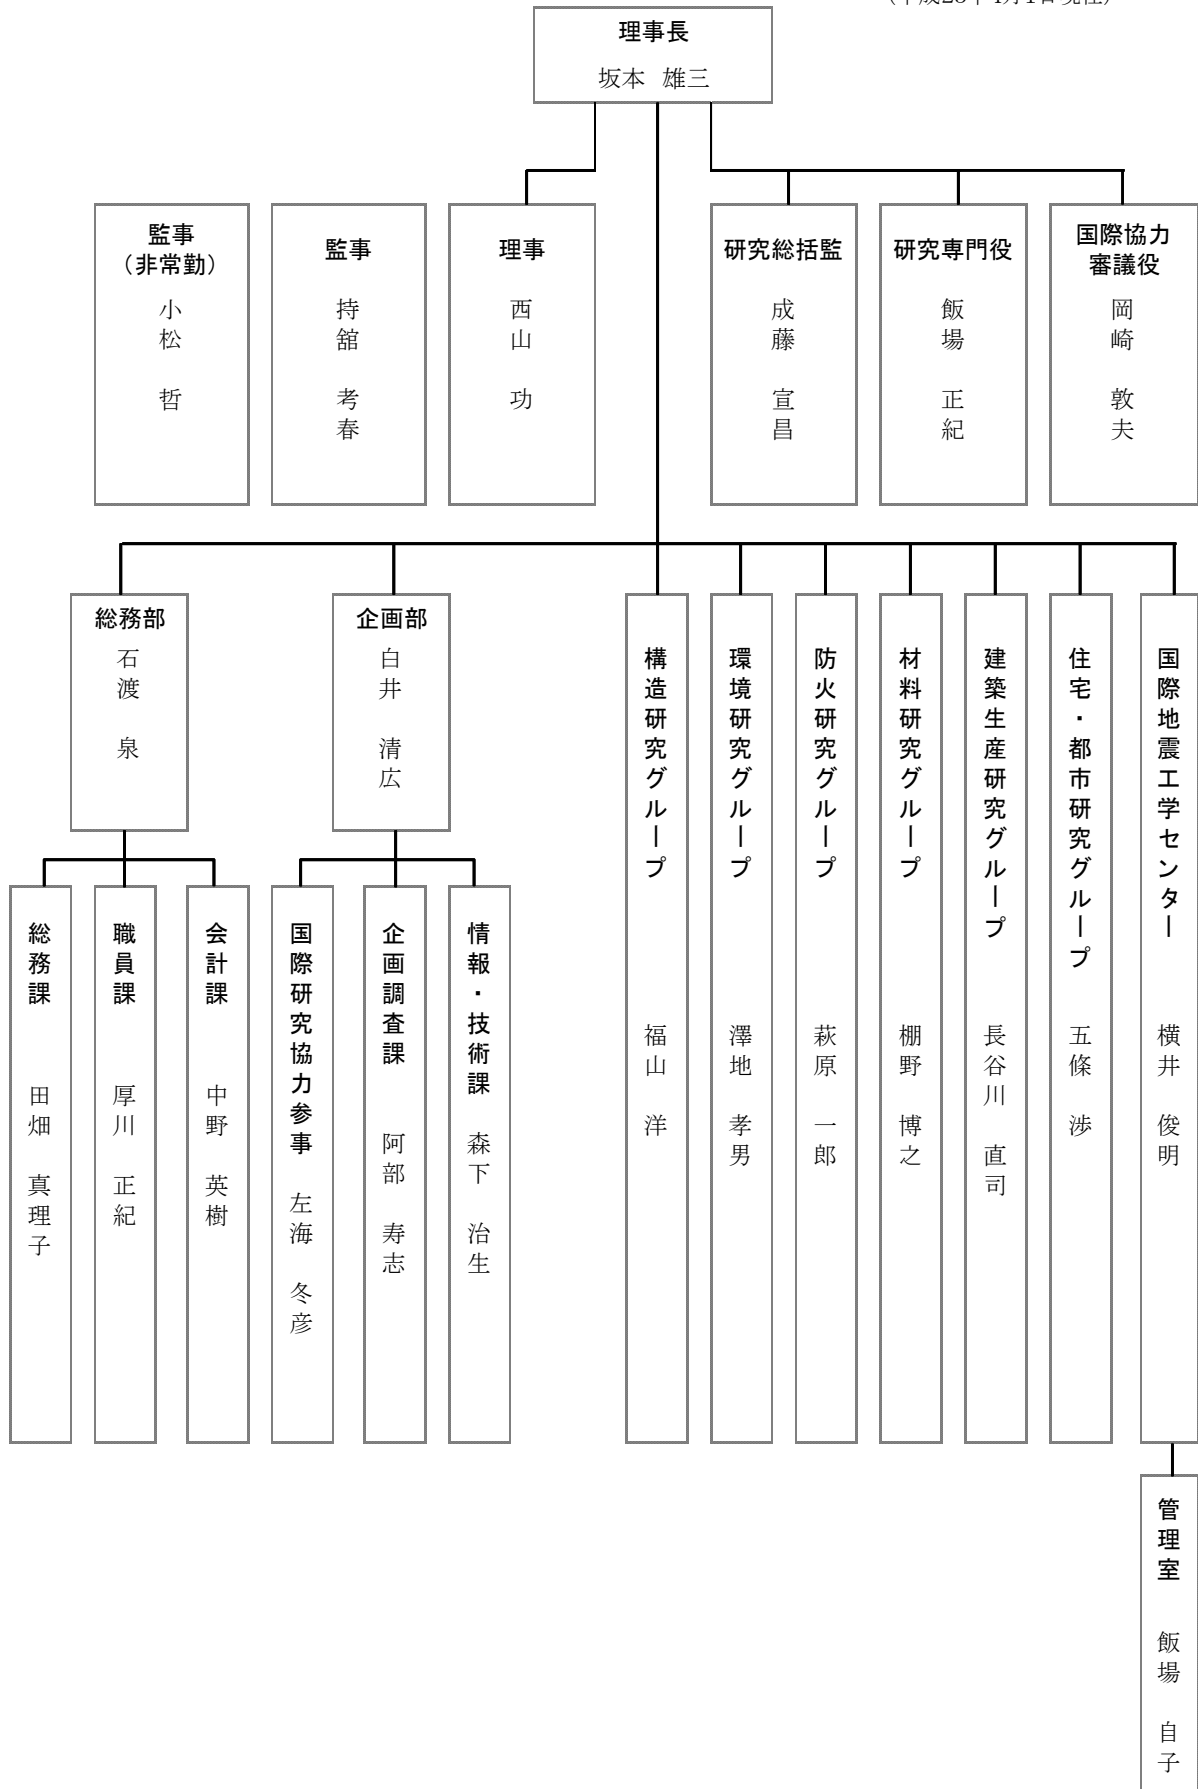 理事長
坂本 雄三
監事
（非常勤）
小松 哲
監事
持舘 考春
理事
西山 功
研究総括監
成藤 宣昌
研究専門役
飯場 正紀
国際協力
審議役
岡崎 敦夫
総務部
石渡 泉
企画部
白井 清広
構造研究グループ
福山 洋
環境研究グループ
澤地 孝男
防火研究グループ
萩原 一郎
材料研究グループ
棚野 博之
建築生産研究グループ
長谷川 直司
住宅・都市研究グループ
五條 渉
国際地震工学センター
横井 俊明
総務課
田畑 真理子
職員課
厚川 正紀
会計課
中野 英樹
国際研究協力参事
左海 冬彦
企画調査課
阿部 寿志
情報・技術課
森下 治生
管理室
飯場 自子